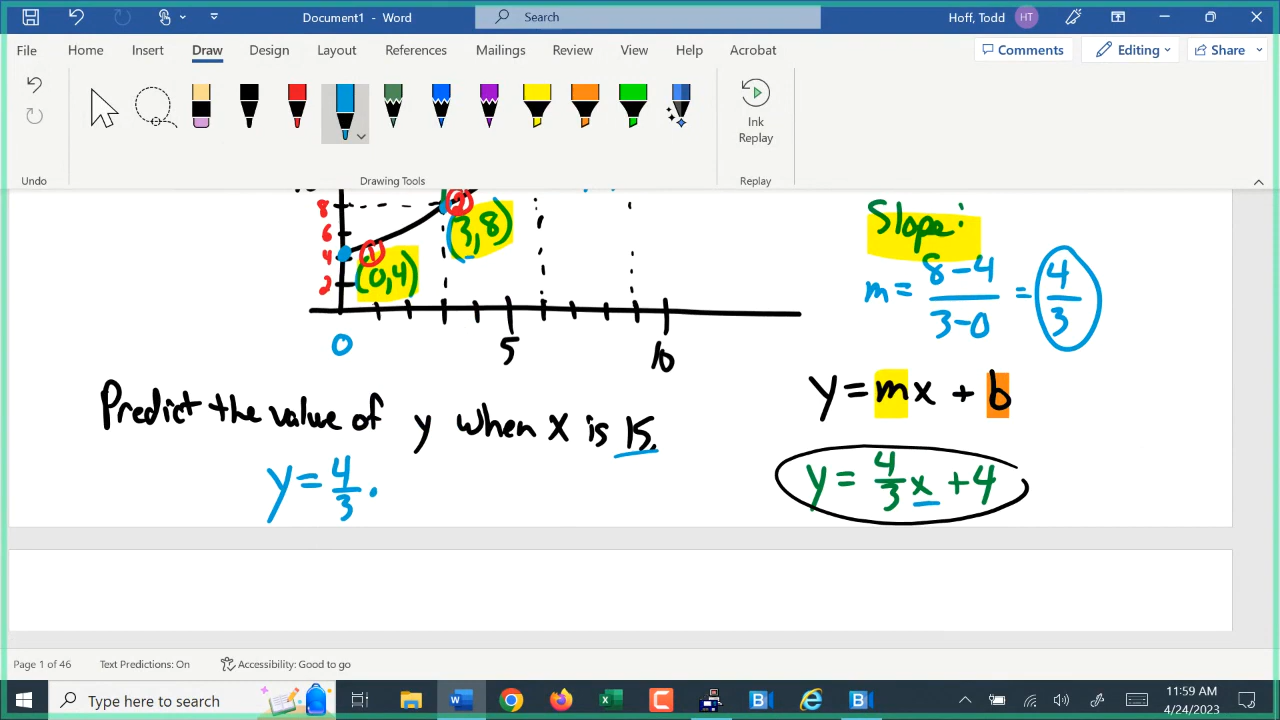 Document1 - Word
Search
Hoff, Todd HT
File Home Insert Draw Design Layout References Mailings Review View Help Acrobat
Comments Editing Share
Ink Replay
Undo Drawing Tools Replay
8
6
4
2
①
②
(0,4)
(3,8)
0 5 10
Slope:
m = 8-4/3-0 = 4/3
y = mx + b
y = 4/3x + 4
Predict the value of y when x is 15.
y = 4/3 ·
Page 1 of 46 Text Predictions: On Accessibility: Good to go
Type here to search
11:59 AM
4/24/2023